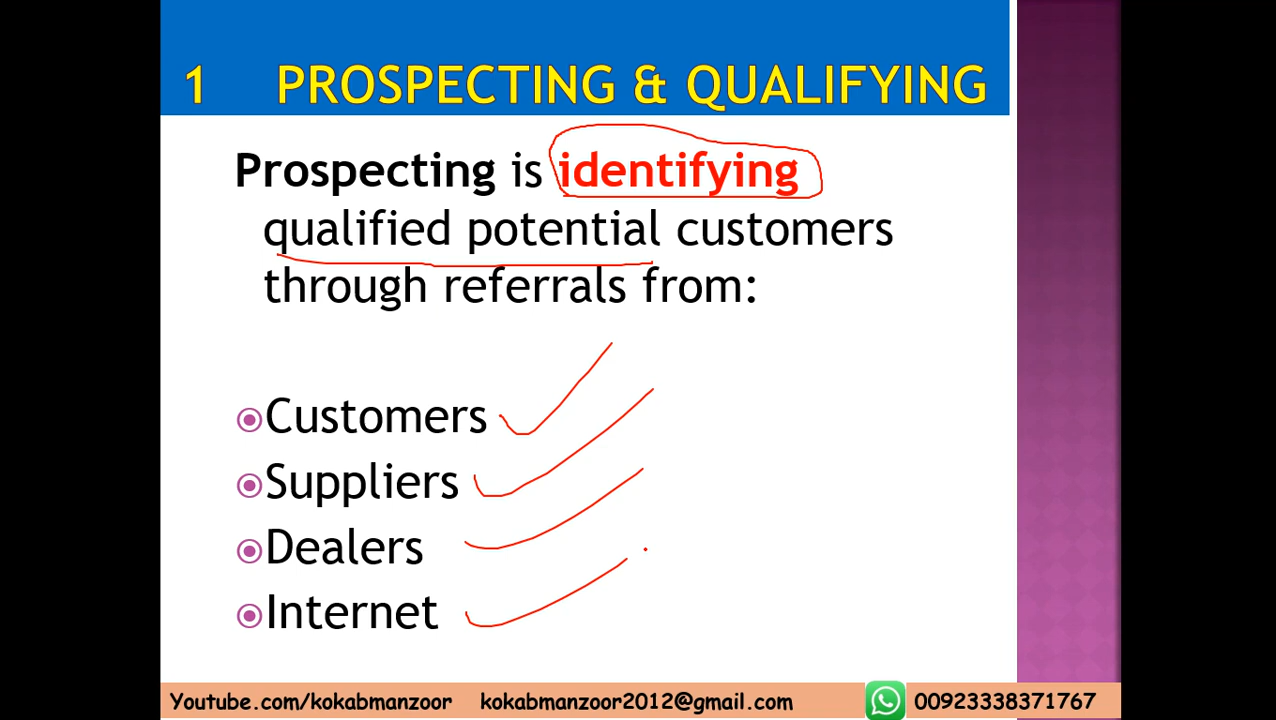 1 PROSPECTING & QUALIFYING
Prospecting is identifying
qualified potential customers
through referrals from:
Customers
Suppliers
Dealers
Internet
Youtube.com/kokabmanzoor kokabmanzoor2012@gmail.com 00923338371767